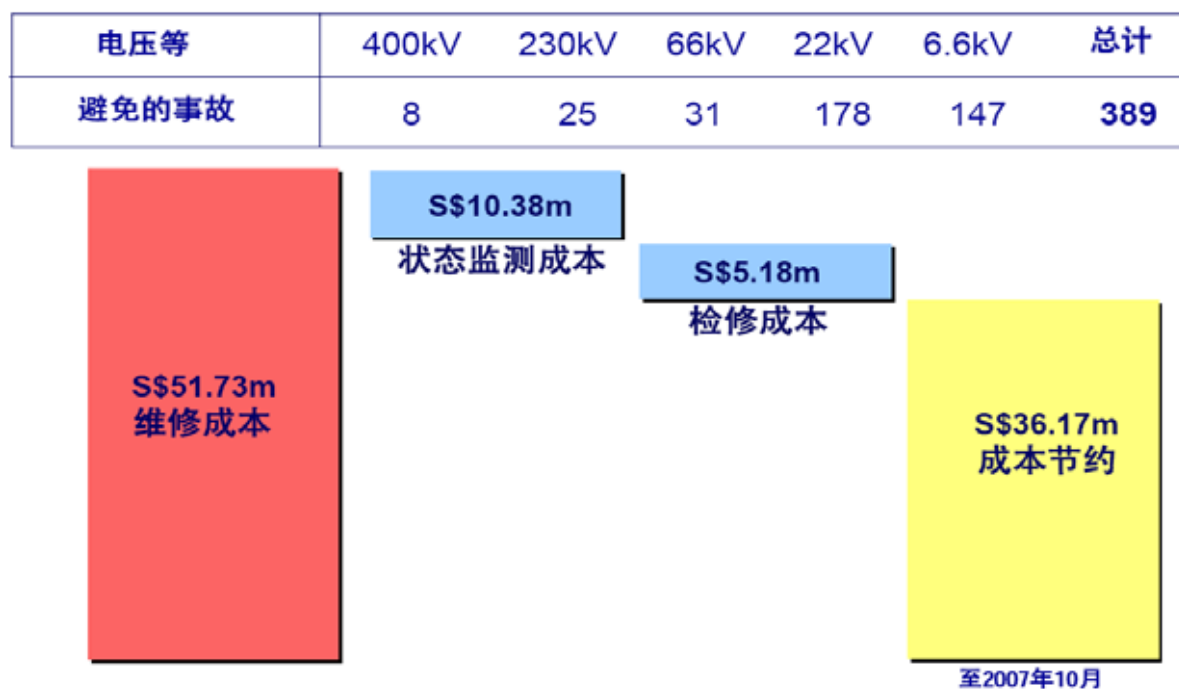 电压等 400kV 230kV 66kV 22kV 6.6kV 总计
避免的事故 8 25 31 178 147 389
S$10.38m
状态监测成本
S$5.18m
检修成本
S$51.73m
维修成本
S$36.17m
成本节约
至2007年10月